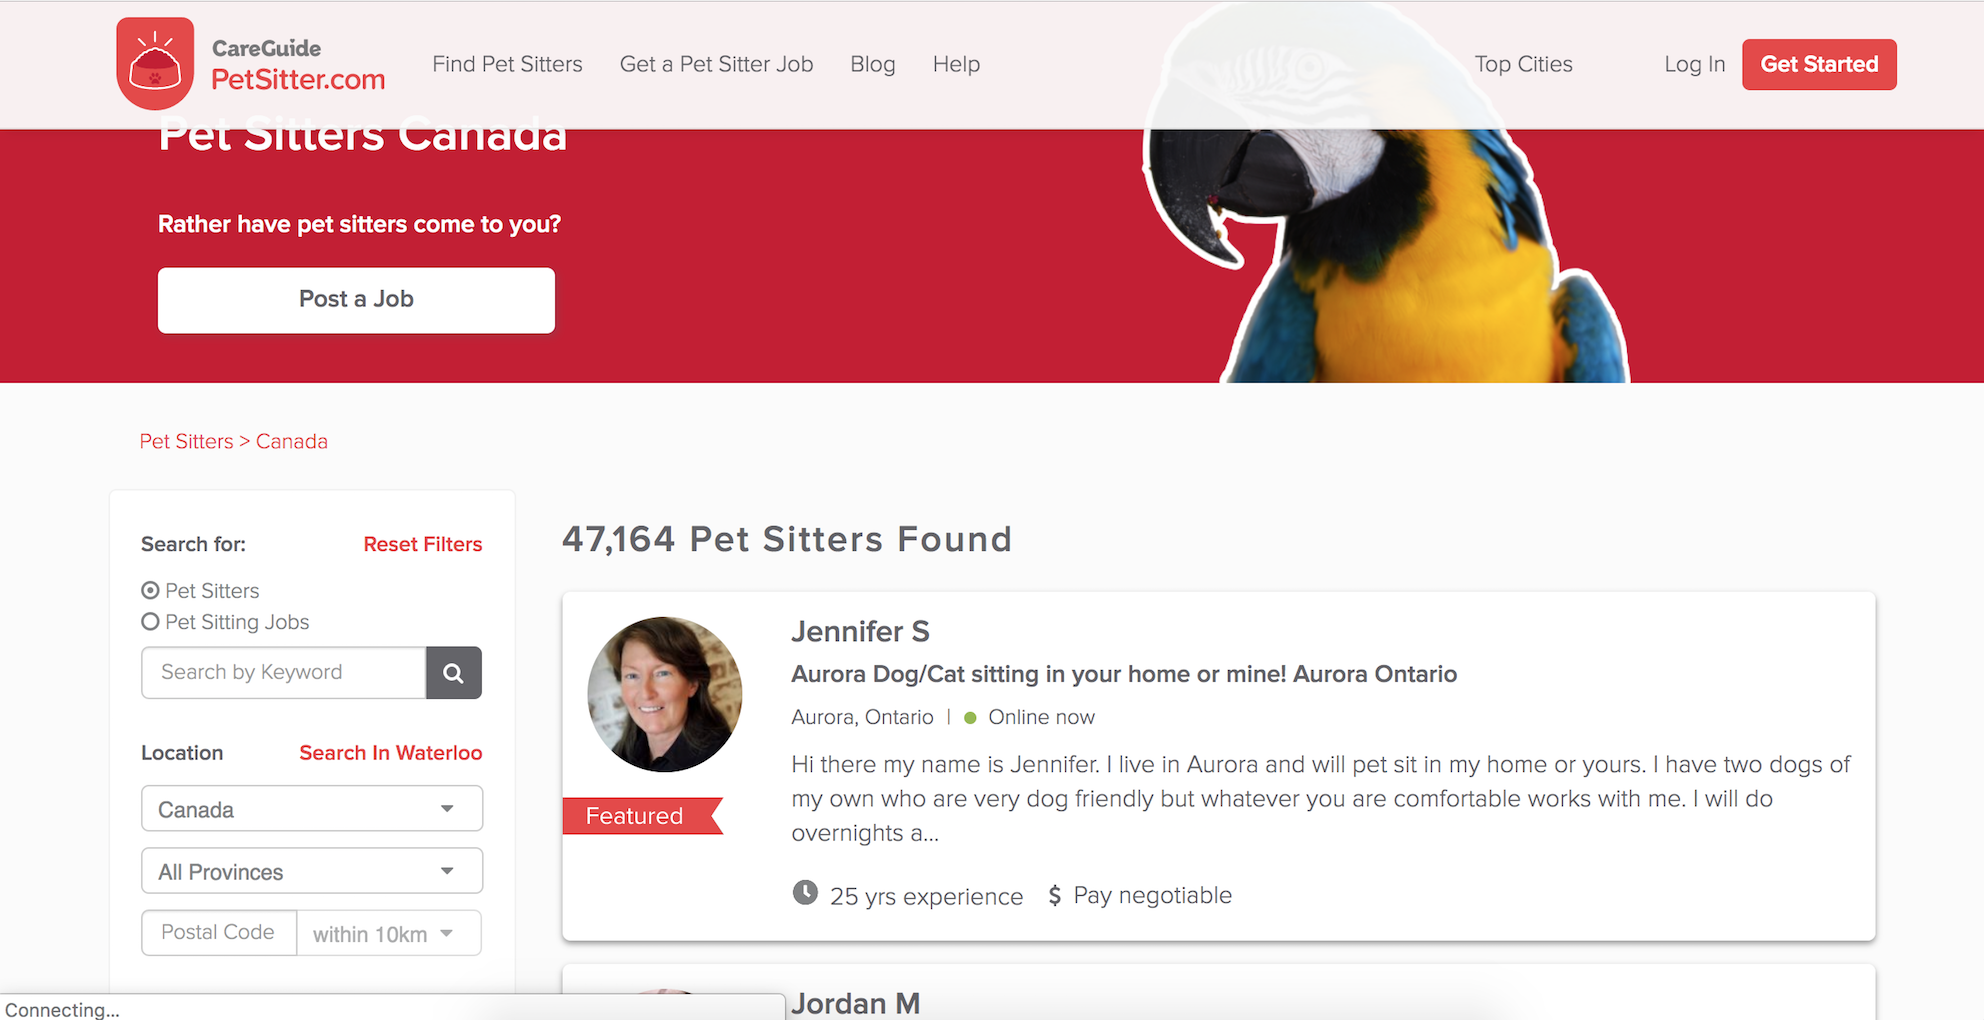 CareGuide
PetSitter.com
Find Pet Sitters
Get a Pet Sitter Job
Blog
Help
Top Cities
Log In
Get Started
Pet Sitters Canada
Rather have pet sitters come to you?
Post a Job
Pet Sitters > Canada
Search for:
Reset Filters
Pet Sitters
Pet Sitting Jobs
Search by Keyword
Location
Search In Waterloo
Canada
All Provinces
Postal Code
within 10km
47,164 Pet Sitters Found
Jennifer S
Aurora Dog/Cat sitting in your home or mine! Aurora Ontario
Aurora, Ontario | Online now
Hi there my name is Jennifer. I live in Aurora and will pet sit in my home or yours. I have two dogs of
my own who are very dog friendly but whatever you are comfortable works with me. I will do
overnights a...
Featured
25 yrs experience $ Pay negotiable
Jordan M
Connecting...